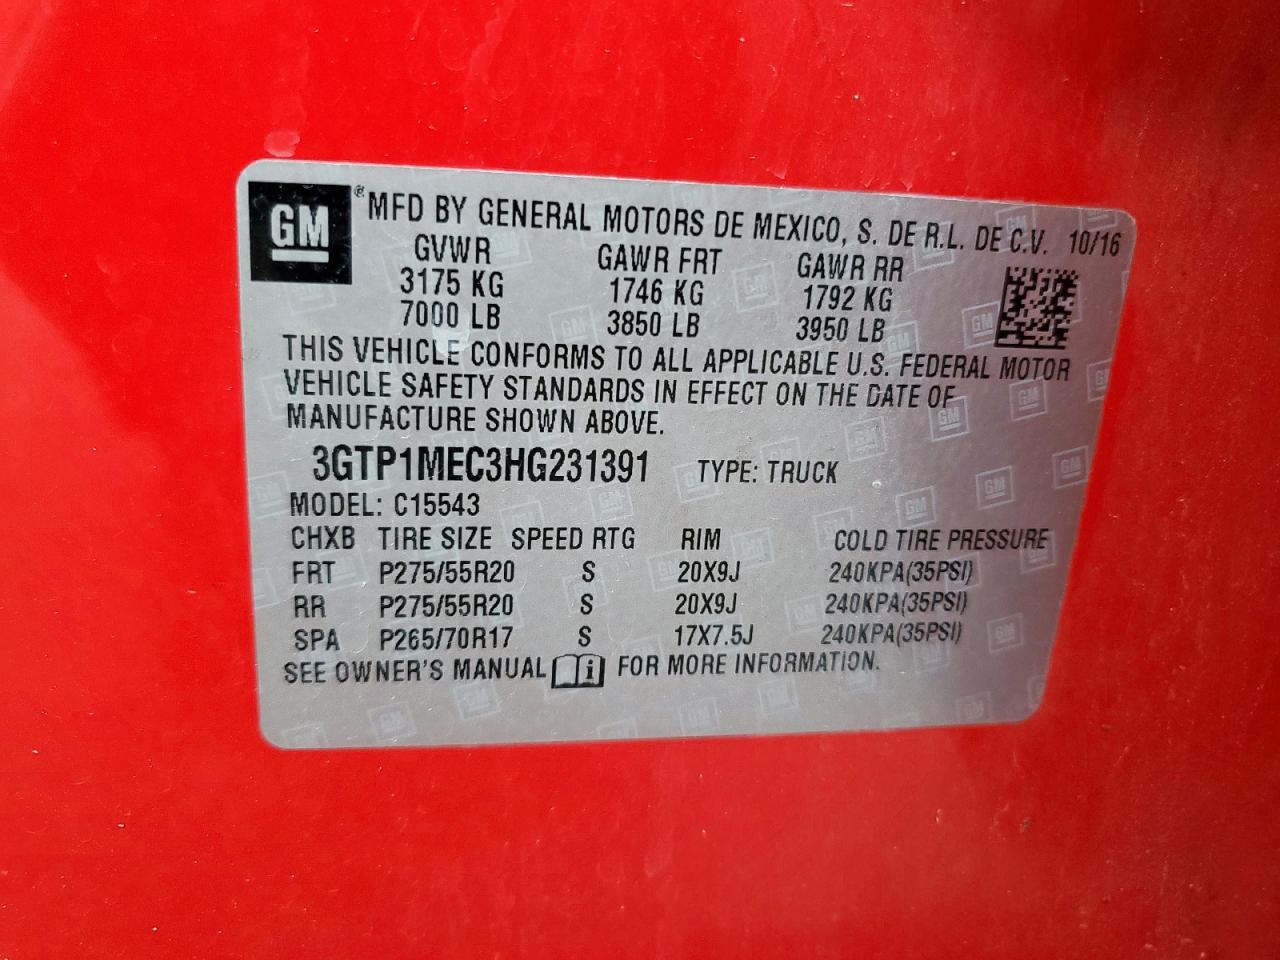 GM ® MFD BY GENERAL MOTORS DE MEXICO, S. DE R.L. DE C.V. 10/16
GVWR GAWR FRT GAWR RR
3175 KG 1746 KG 1792 KG
7000 LB 3850 LB 3950 LB
THIS VEHICLE CONFORMS TO ALL APPLICABLE U.S. FEDERAL MOTOR
VEHICLE SAFETY STANDARDS IN EFFECT ON THE DATE OF
MANUFACTURE SHOWN ABOVE.
3GTP1MEC3HG231391 TYPE: TRUCK
MODEL: C15543
CHXB TIRE SIZE SPEED RTG RIM COLD TIRE PRESSURE
FRT P275/55R20 S 20X9J 240KPA(35PSI)
RR P275/55R20 S 20X9J 240KPA(35PSI)
SPA P265/70R17 S 17X7.5J 240KPA(35PSI)
SEE OWNER'S MANUAL i FOR MORE INFORMATION.